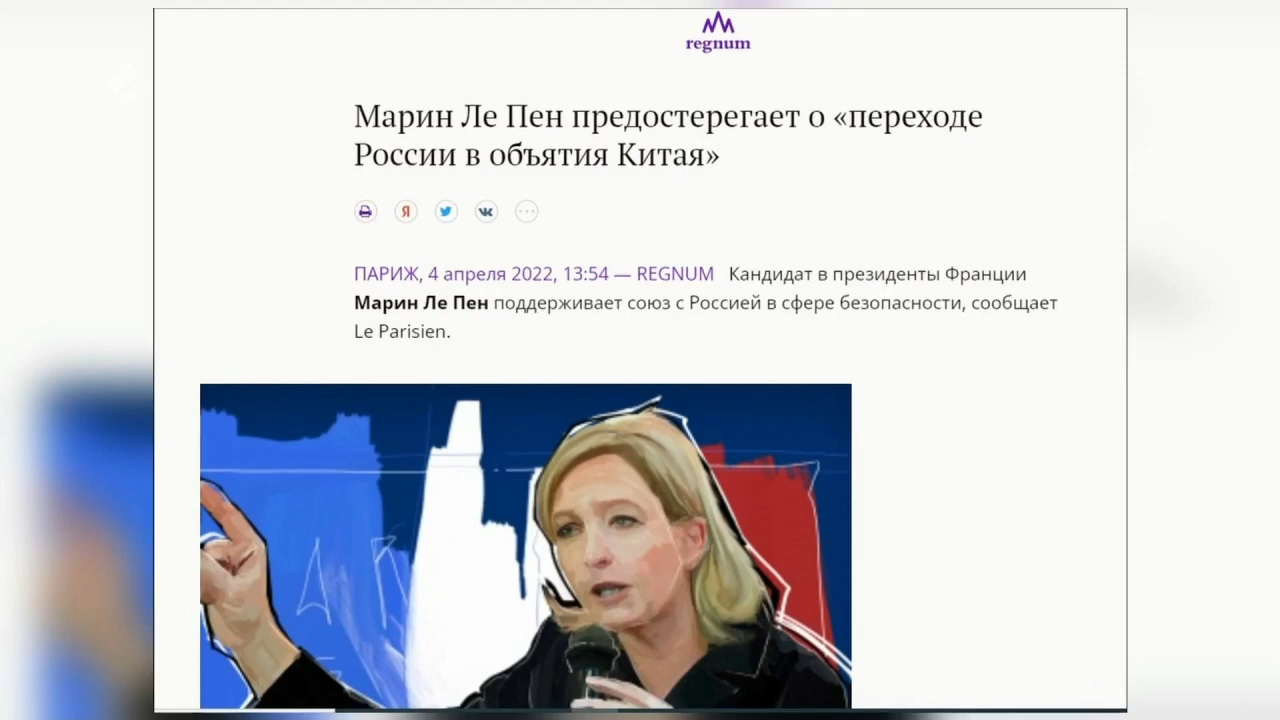 regnum
Марин Ле Пен предостерегает о «переходе
России в объятия Китая»
ПАРИЖ, 4 апреля 2022, 13:54 — REGNUM Кандидат в президенты Франции
Марин Ле Пен поддерживает союз с Россией в сфере безопасности, сообщает
Le Parisien.